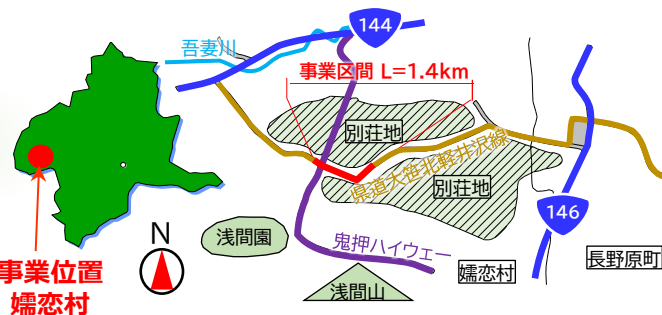 144
吾妻川
事業区間 L=1.4km
別荘地
県道大笹北軽井沢線
別荘地
146
浅間園
鬼押ハイウェー
嬬恋村
長野原町
浅間山
N
事業位置
嬬恋村